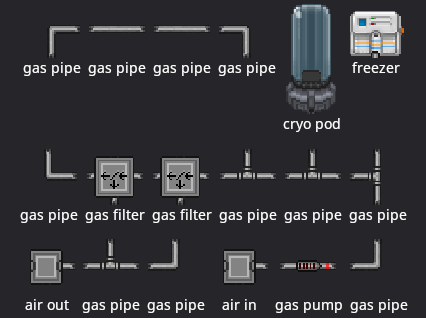 gas pipe gas pipe gas pipe gas pipe freezer
cryo pod
gas pipe gas filter gas filter gas pipe gas pipe gas pipe
air out gas pipe gas pipe air in gas pump gas pipe